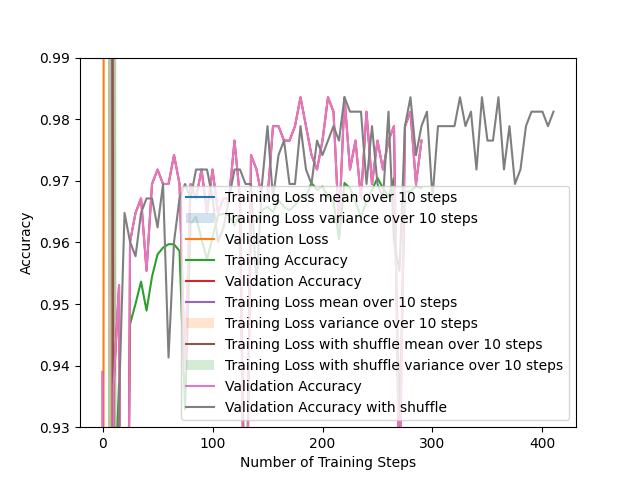 0.99
0.98
0.97
0.96
0.95
0.94
0.93
Accuracy
Training Loss mean over 10 steps
Training Loss variance over 10 steps
Validation Loss
Training Accuracy
Validation Accuracy
Training Loss mean over 10 steps
Training Loss variance over 10 steps
Training Loss with shuffle mean over 10 steps
Training Loss with shuffle variance over 10 steps
Validation Accuracy
Validation Accuracy with shuffle
0 100 200 300 400
Number of Training Steps